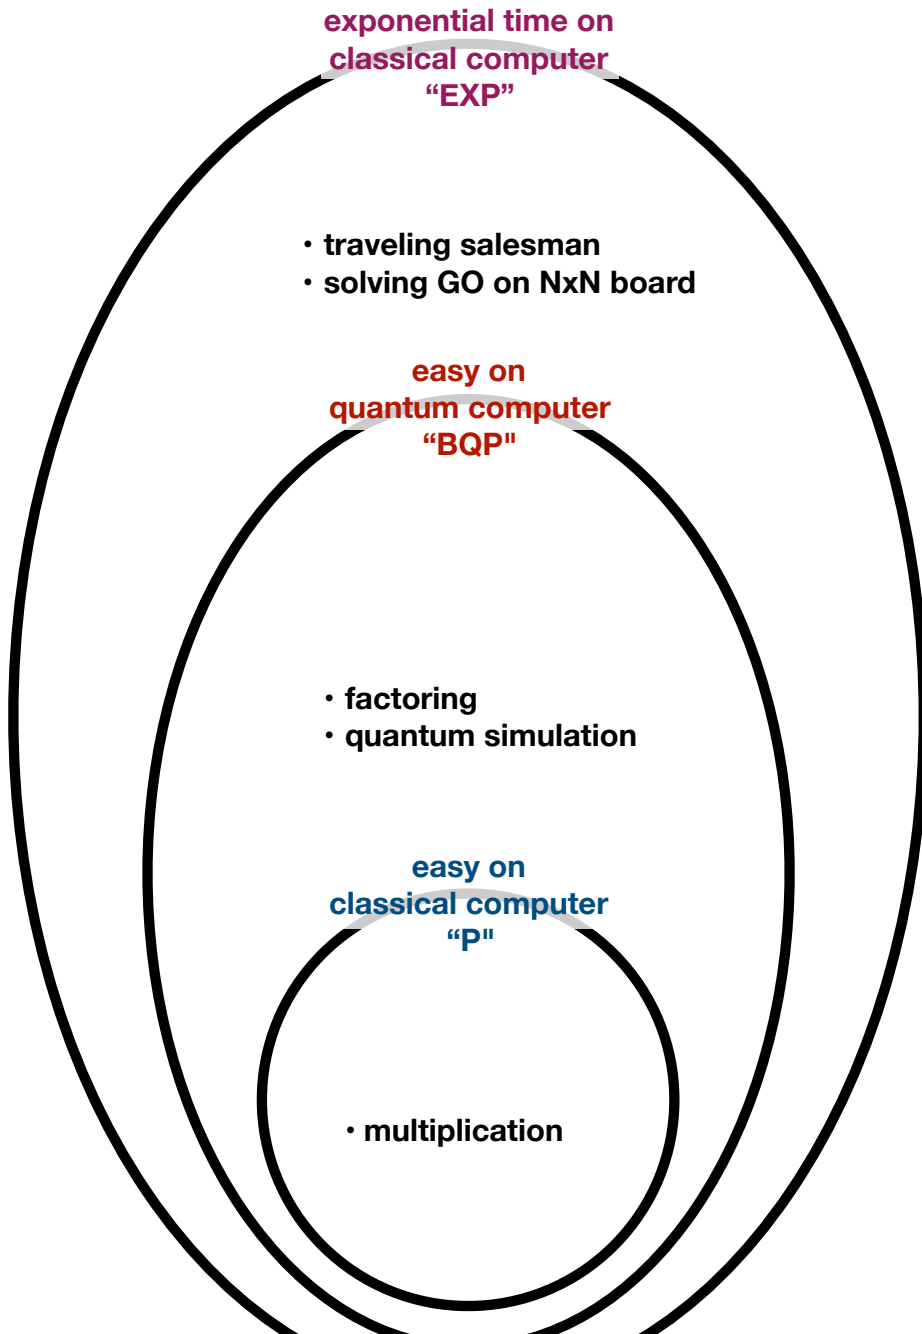 exponential time on
classical computer
“EXP”
• traveling salesman
• solving GO on NxN board
easy on
quantum computer
“BQP"
• factoring
• quantum simulation
easy on
classical computer
“P"
• multiplication